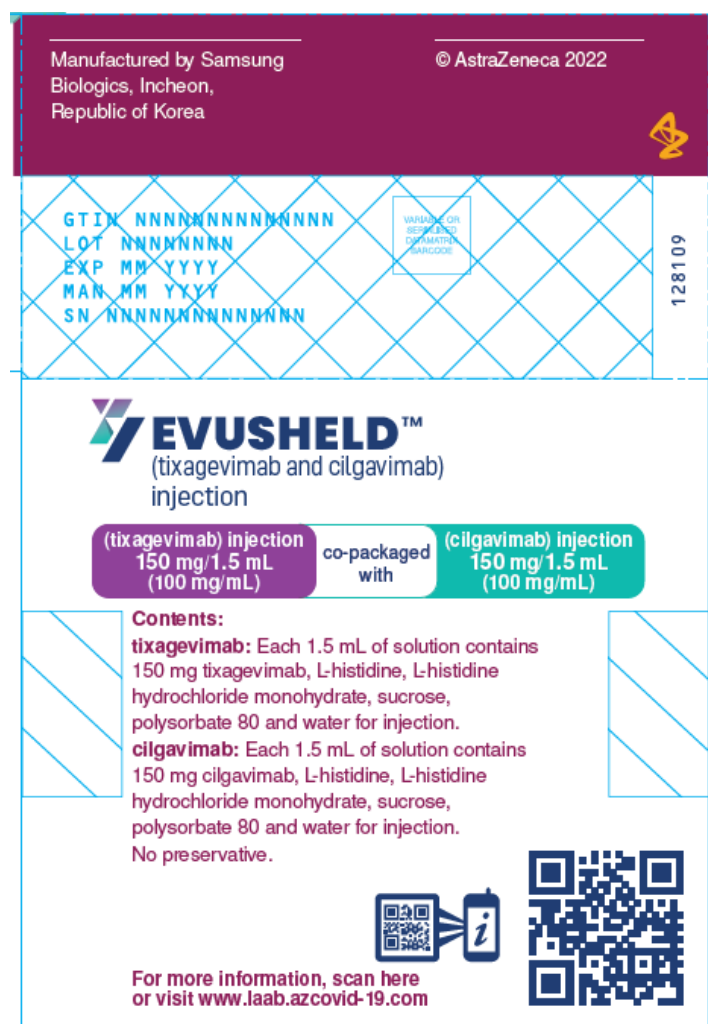 Manufactured by Samsung
Biologics, Incheon,
Republic of Korea
© AstraZeneca 2022
GTIN NNNNNNNNNNNNNN
LOT NNNNNNNN
EXP MM YYYY
MAN MM YYYY
SN NNNNNNNNNNNNNN
VARIABLE OR
SERIALISED
DATAMATRIX
BARCODE
128109
EVUSHELD™
(tixagevimab and cilgavimab)
injection
(tixagevimab) injection
150 mg/1.5 mL
(100 mg/mL)
co-packaged
with
(cilgavimab) injection
150 mg/1.5 mL
(100 mg/mL)
Contents:
tixagevimab: Each 1.5 mL of solution contains
150 mg tixagevimab, L-histidine, L-histidine
hydrochloride monohydrate, sucrose,
polysorbate 80 and water for injection.
cilgavimab: Each 1.5 mL of solution contains
150 mg cilgavimab, L-histidine, L-histidine
hydrochloride monohydrate, sucrose,
polysorbate 80 and water for injection.
No preservative.
i
For more information, scan here
or visit www.laab.azcovid-19.com